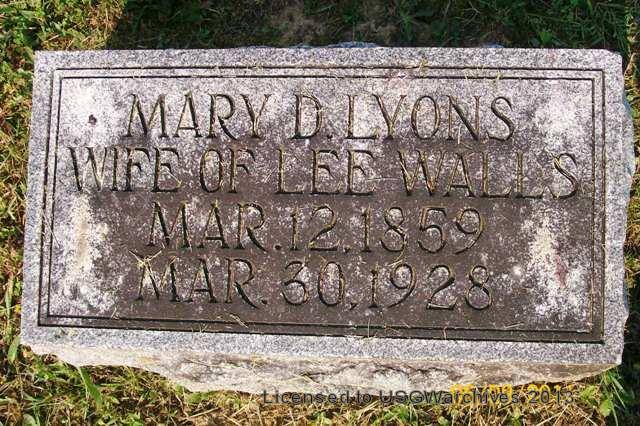 MARY D. LYONS
WIFE OF LEE WALLS
MAR. 12, 1859
MAR. 30, 1928
Licensed to USGWarchives 2013